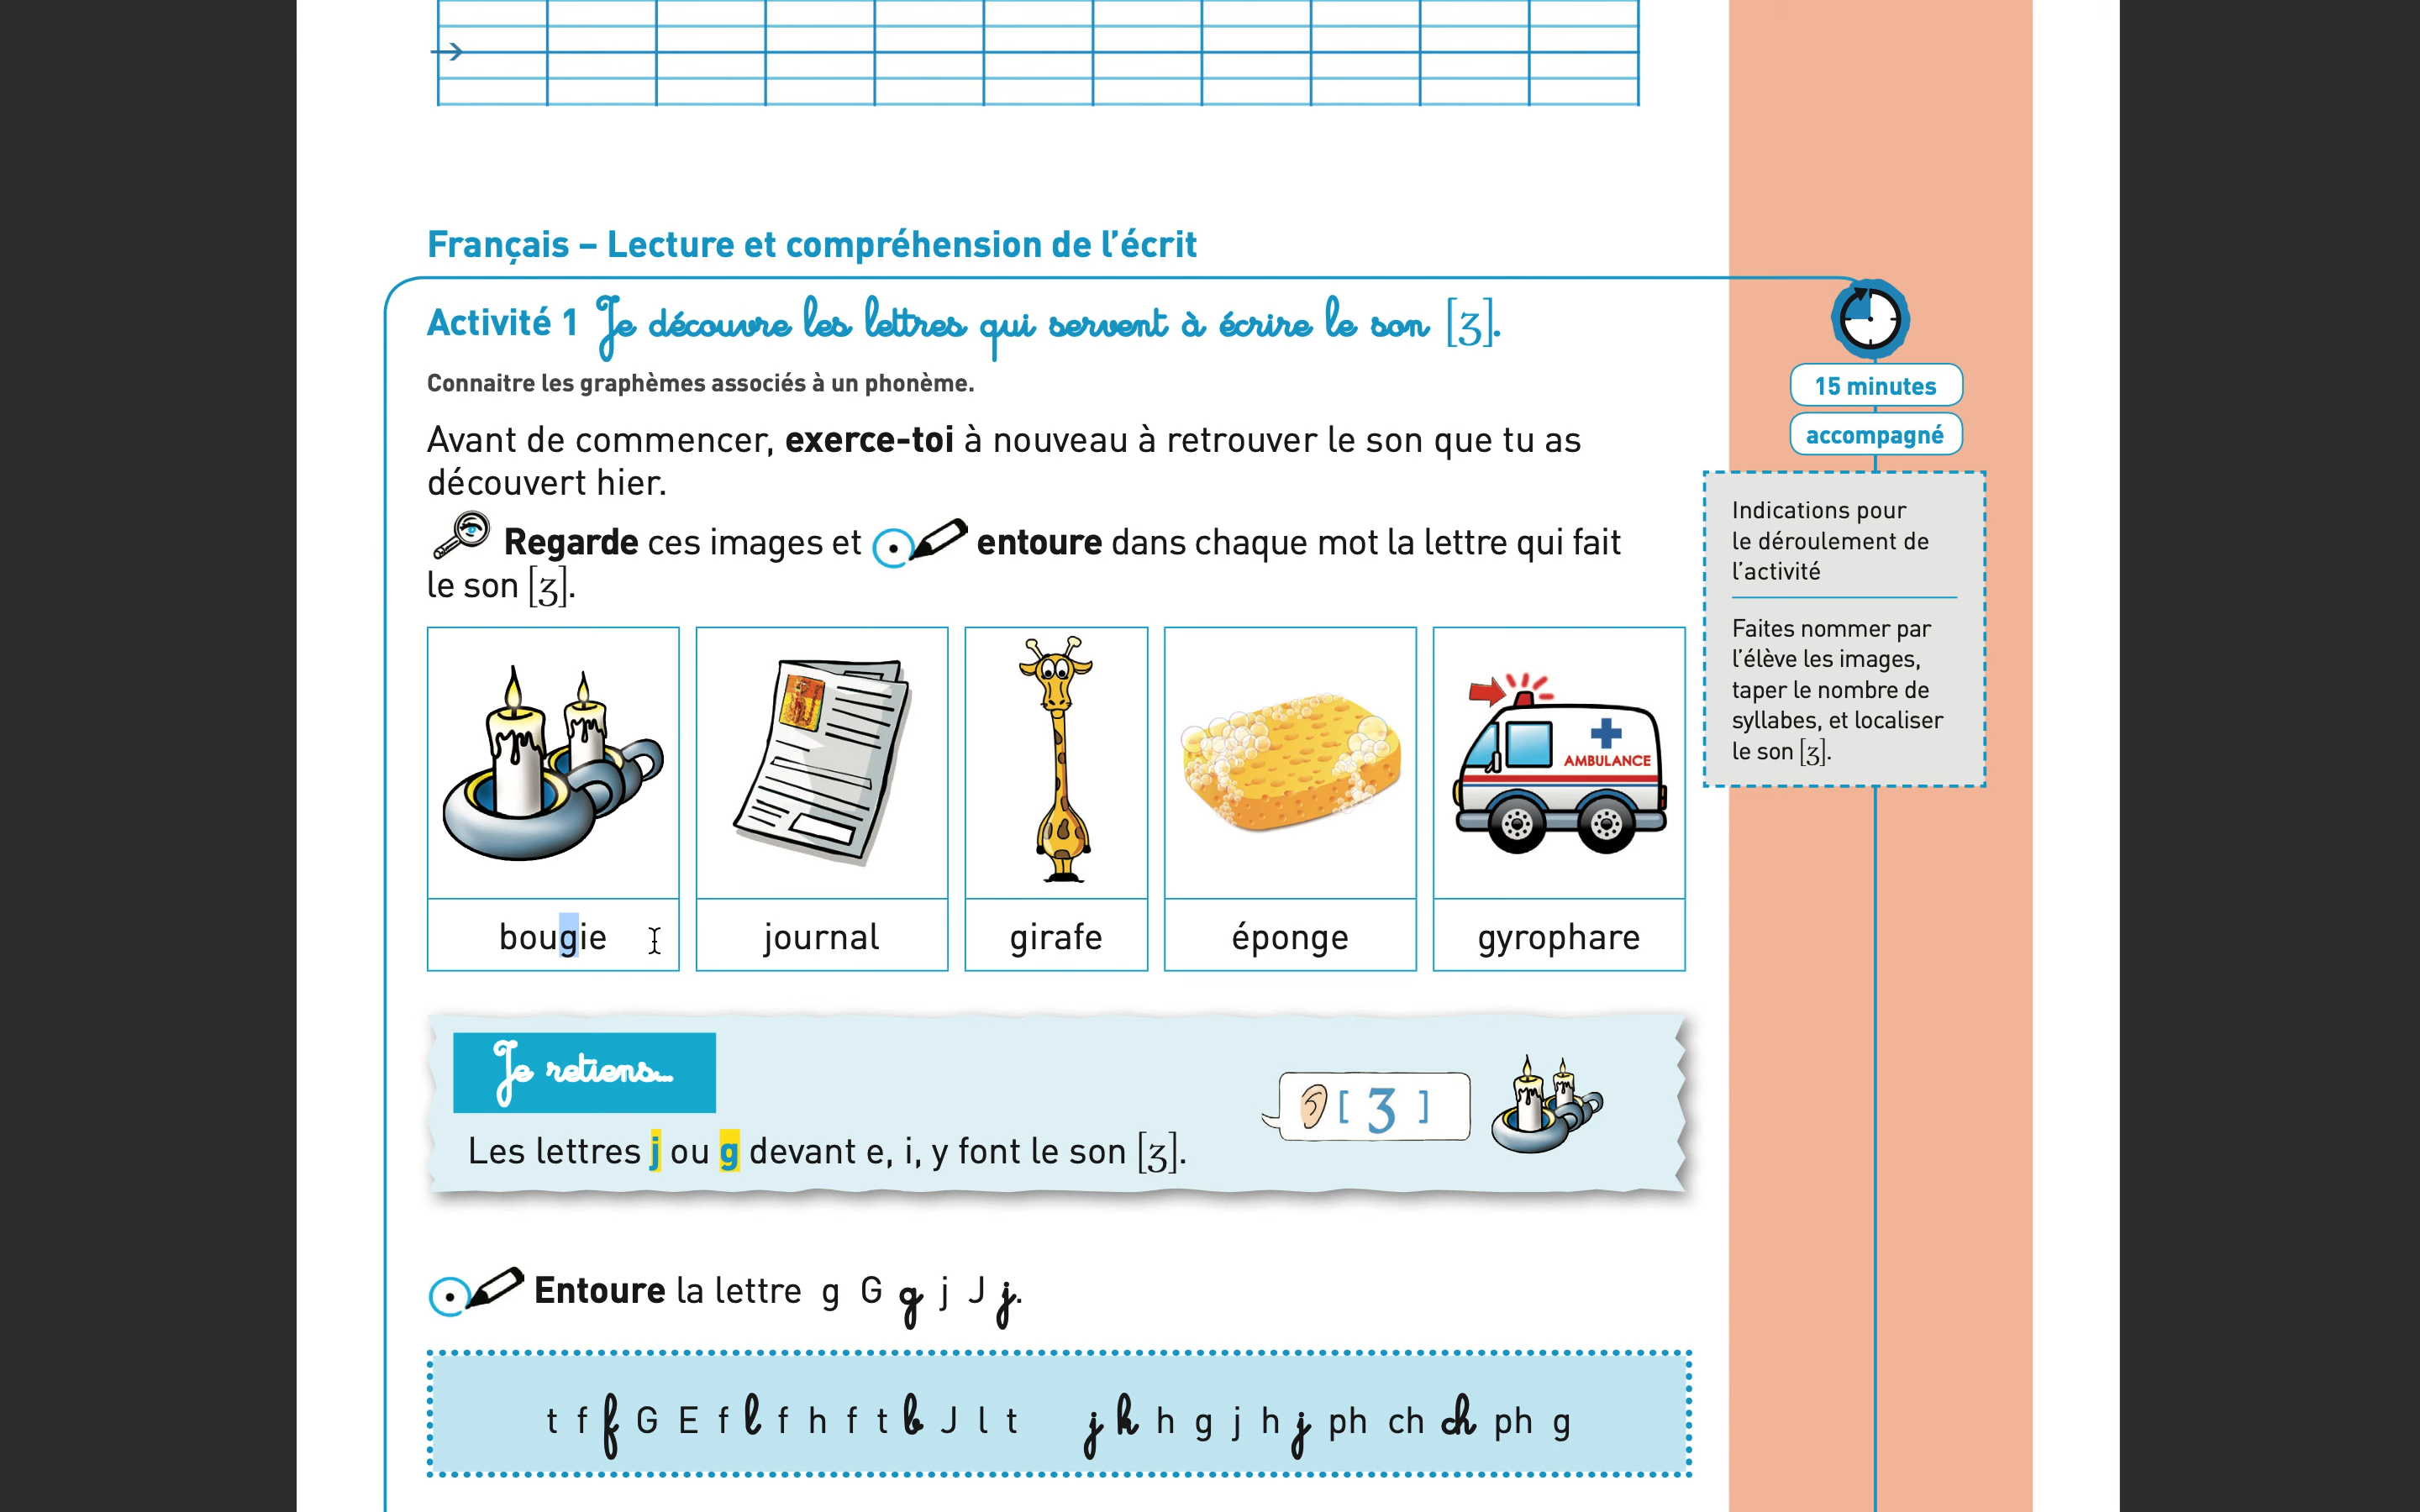 Français – Lecture et compréhension de l'écrit
Activité 1 Je découvre les lettres qui servent à écrire le son [ʒ].
Connaitre les graphèmes associés à un phonème.
Avant de commencer, exerce-toi à nouveau à retrouver le son que tu as
découvert hier.
Regarde ces images et entoure dans chaque mot la lettre qui fait
le son [ʒ].
15 minutes
accompagné
Indications pour
le déroulement de
l'activité
Faites nommer par
l'élève les images,
taper le nombre de
syllabes, et localiser
le son [ʒ].
AMBULANCE
bougie journal girafe éponge gyrophare
Je retiens...
[ ʒ ]
Les lettres j ou g devant e, i, y font le son [ʒ].
Entoure la lettre g G g j J j.
t f f G E f l f h f t b J l t j k h g j h j ph ch ch ph g